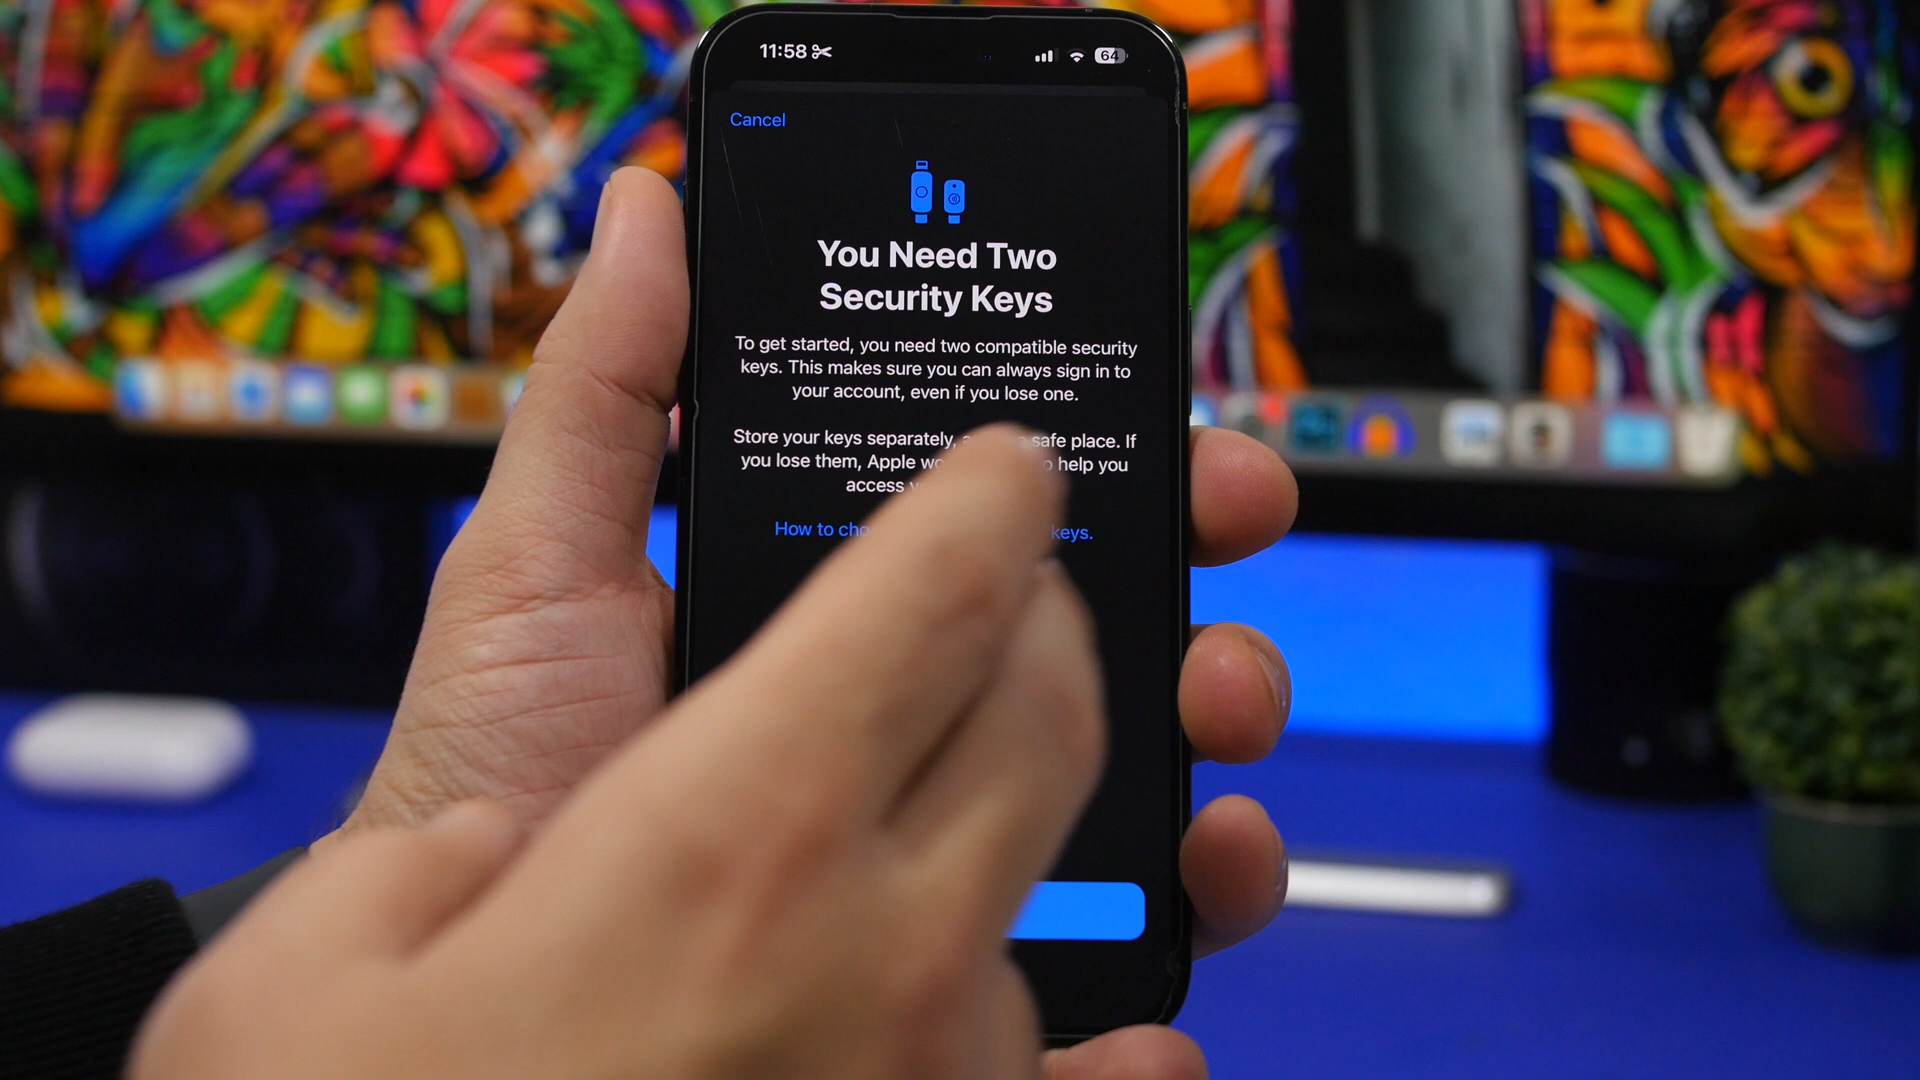 11:58
64
Cancel
You Need Two
Security Keys
To get started, you need two compatible security
keys. This makes sure you can always sign in to
your account, even if you lose one.
Store your keys separately, safe place. If
you lose them, Apple help you
access
How to keys.